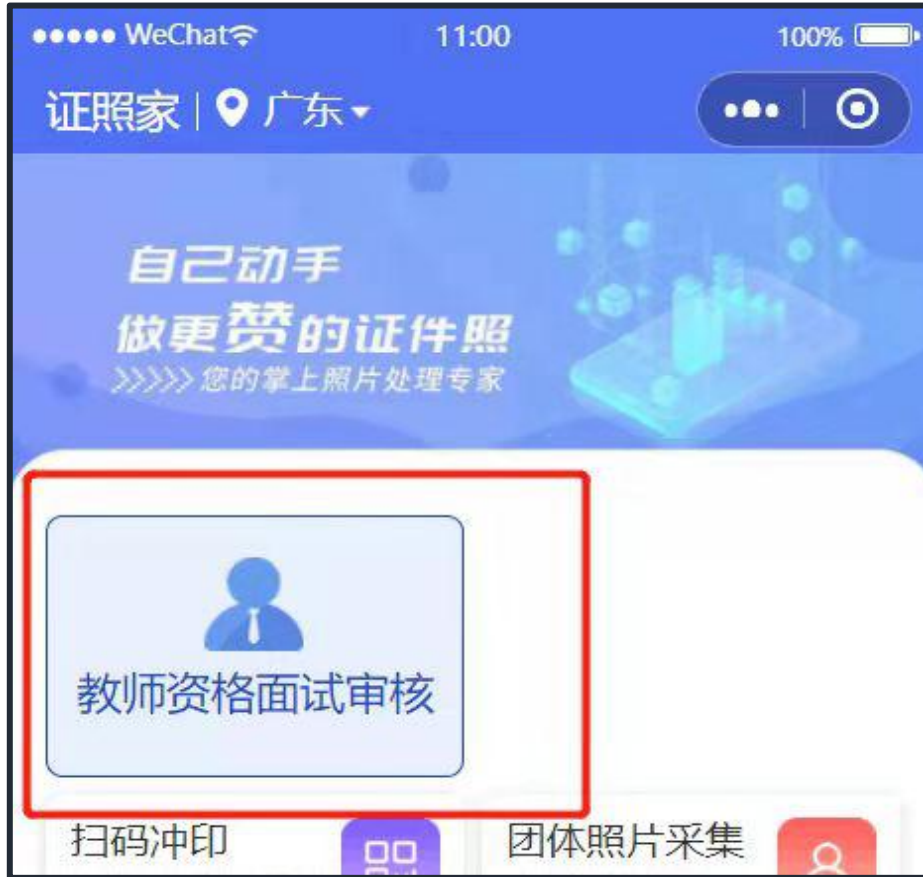 WeChat 11:00 100%
证照家 广东
自己动手
做更赞的证件照
>>>>> 您的掌上照片处理专家
教师资格面试审核
扫码冲印 团体照片采集